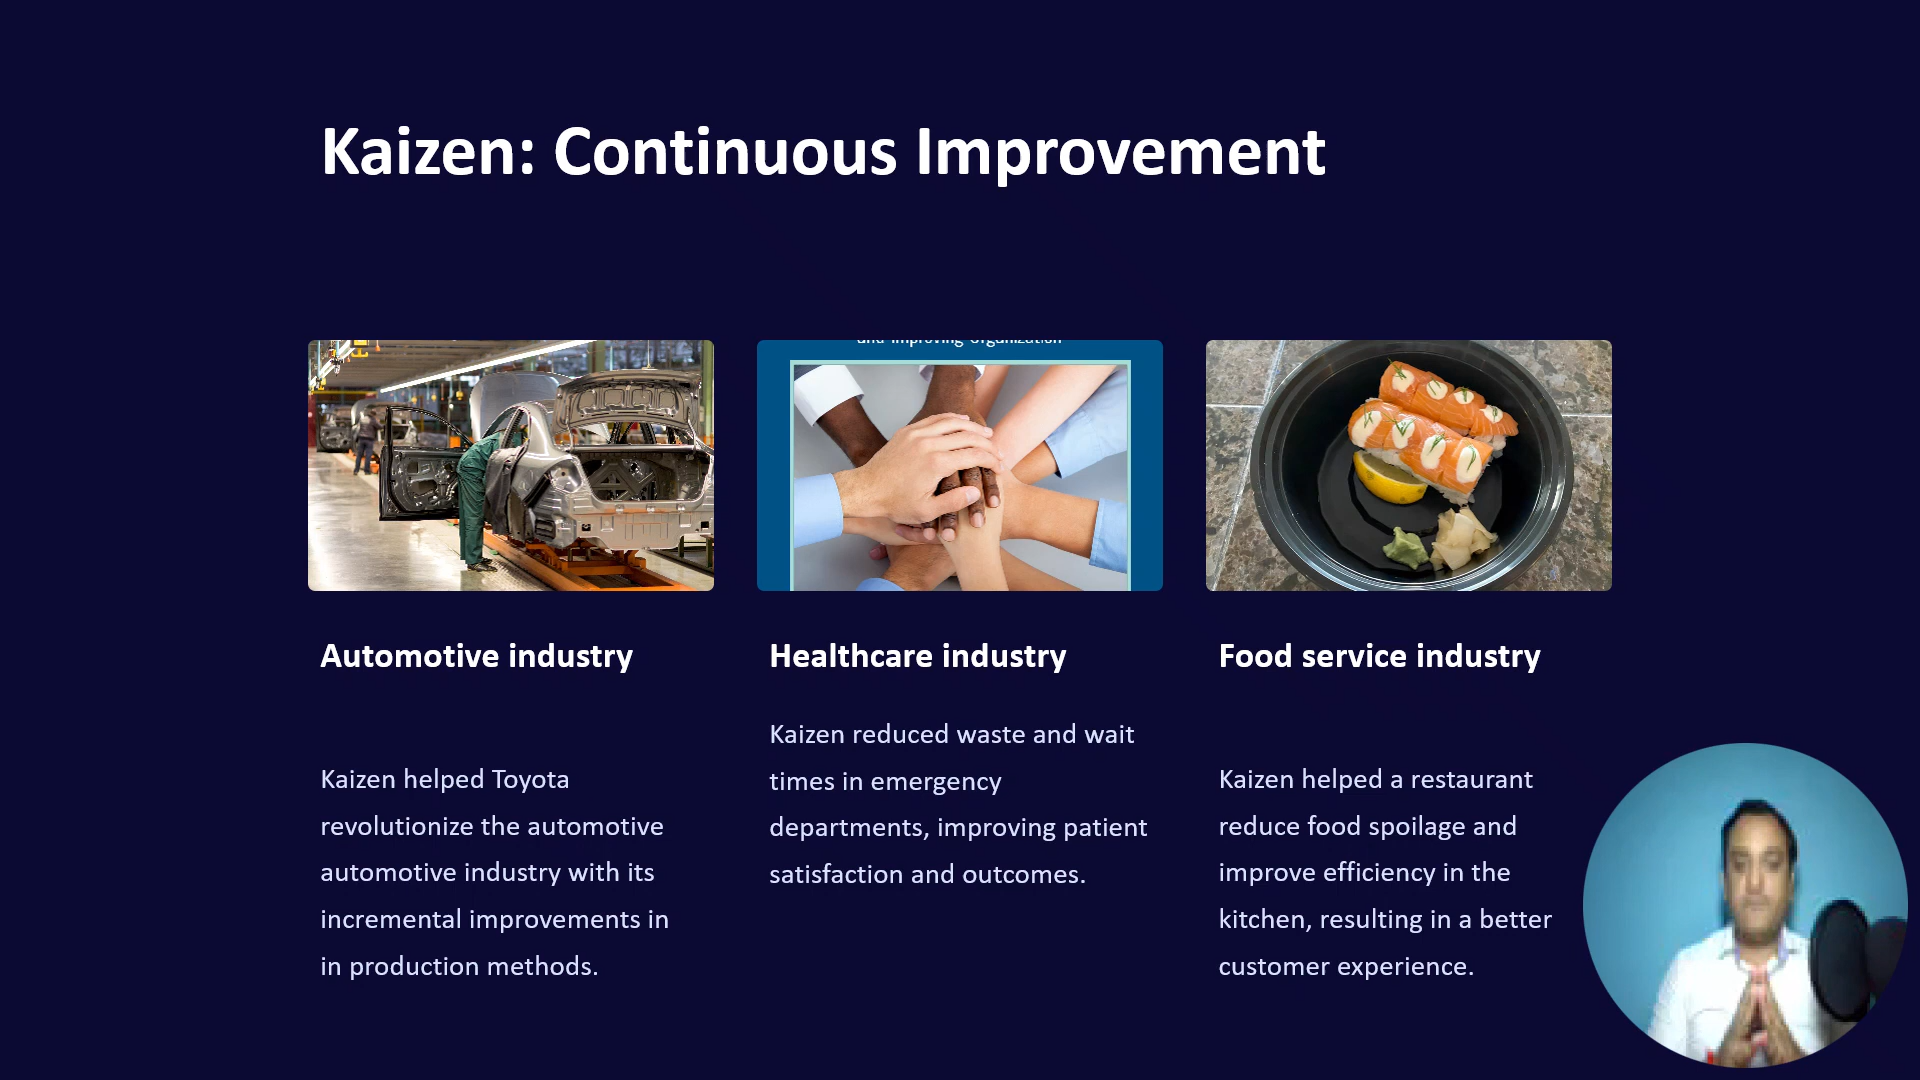 Kaizen: Continuous Improvement
and improving organization
Automotive industry
Kaizen helped Toyota
revolutionize the automotive
automotive industry with its
incremental improvements in
in production methods.
Healthcare industry
Kaizen reduced waste and wait
times in emergency
departments, improving patient
satisfaction and outcomes.
Food service industry
Kaizen helped a restaurant
reduce food spoilage and
improve efficiency in the
kitchen, resulting in a better
customer experience.